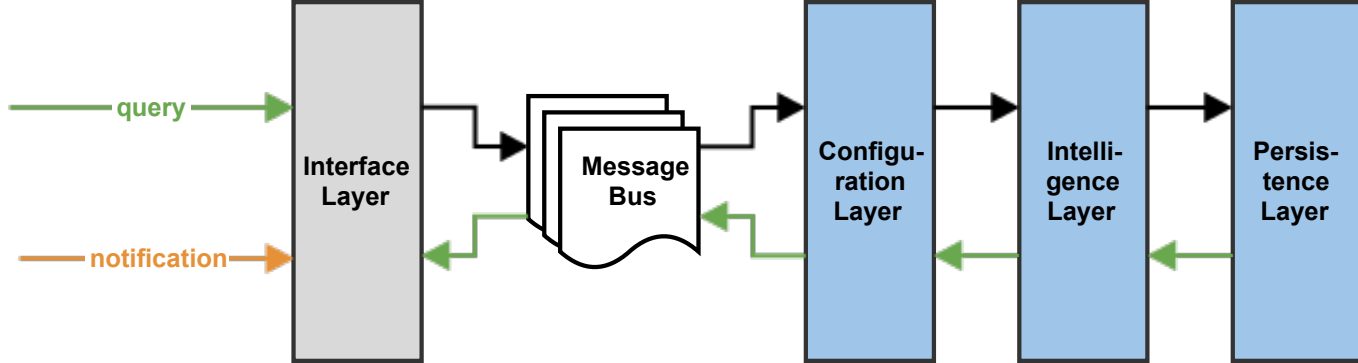 query
notification
Interface
Layer
Message
Bus
Configu-
ration
Layer
Intelli-
gence
Layer
Persis-
tence
Layer